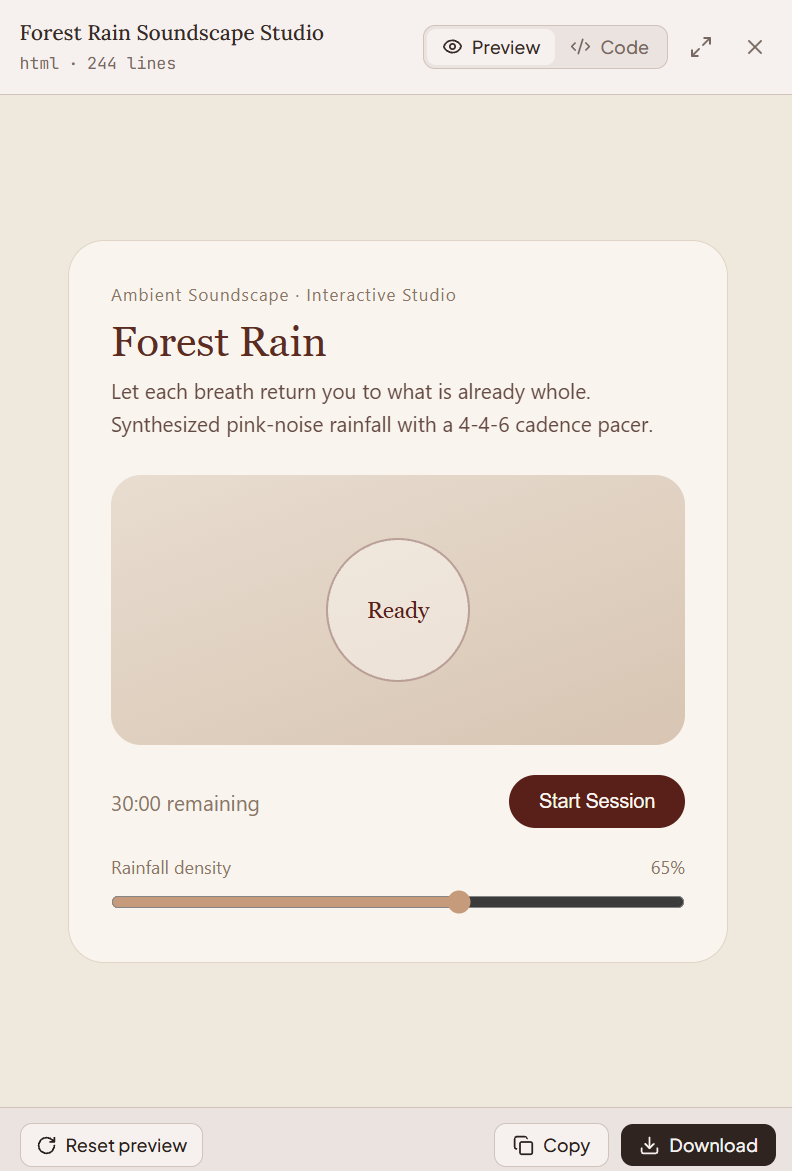 Forest Rain Soundscape Studio
html · 244 lines
Preview
Code
Ambient Soundscape · Interactive Studio
Forest Rain
Let each breath return you to what is already whole.
Synthesized pink-noise rainfall with a 4-4-6 cadence pacer.
Ready
30:00 remaining
Start Session
Rainfall density
65%
Reset preview
Copy
Download